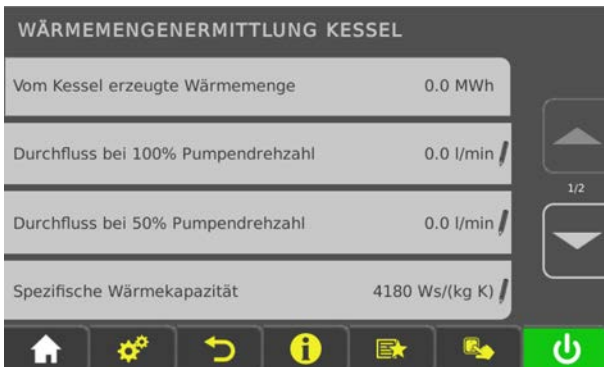 WÄRMEMENGENERMITTLUNG KESSEL
Vom Kessel erzeugte Wärmemenge 0.0 MWh
Durchfluss bei 100% Pumpendrehzahl 0.0 l/min
1/2
Durchfluss bei 50% Pumpendrehzahl 0.0 l/min
Spezifische Wärmekapazität 4180 Ws/(kg K)